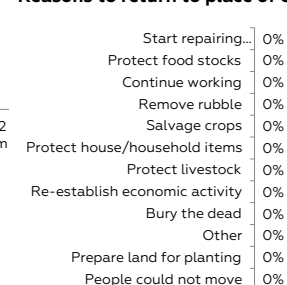 Reasons to return to place of
Start repairing... 0%
Protect food stocks 0%
Continue working 0%
Remove rubble 0%
2
Salvage crops 0%
m
Protect house/household items 0%
Protect livestock 0%
Re-establish economic activity 0%
Bury the dead 0%
Other 0%
Prepare land for planting 0%
People could not move 0%